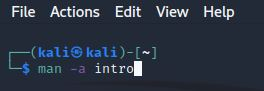 File Actions Edit View Help
┌──(kali㉿kali)-[~]
└─$ man -a intro